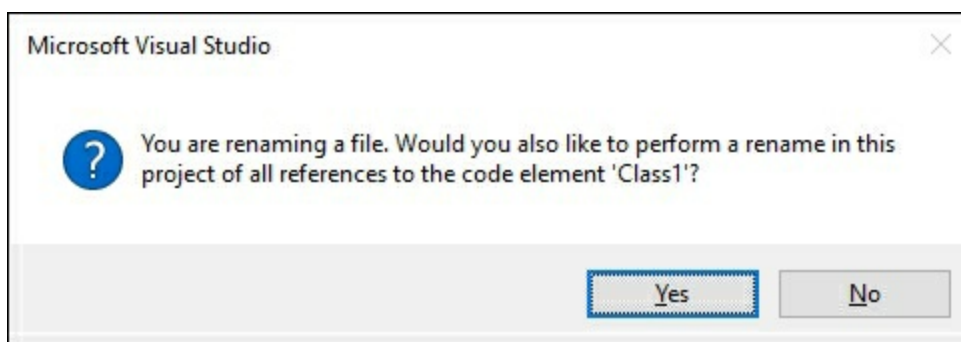 Microsoft Visual Studio
?
You are renaming a file. Would you also like to perform a rename in this
project of all references to the code element 'Class1'?
Yes
No